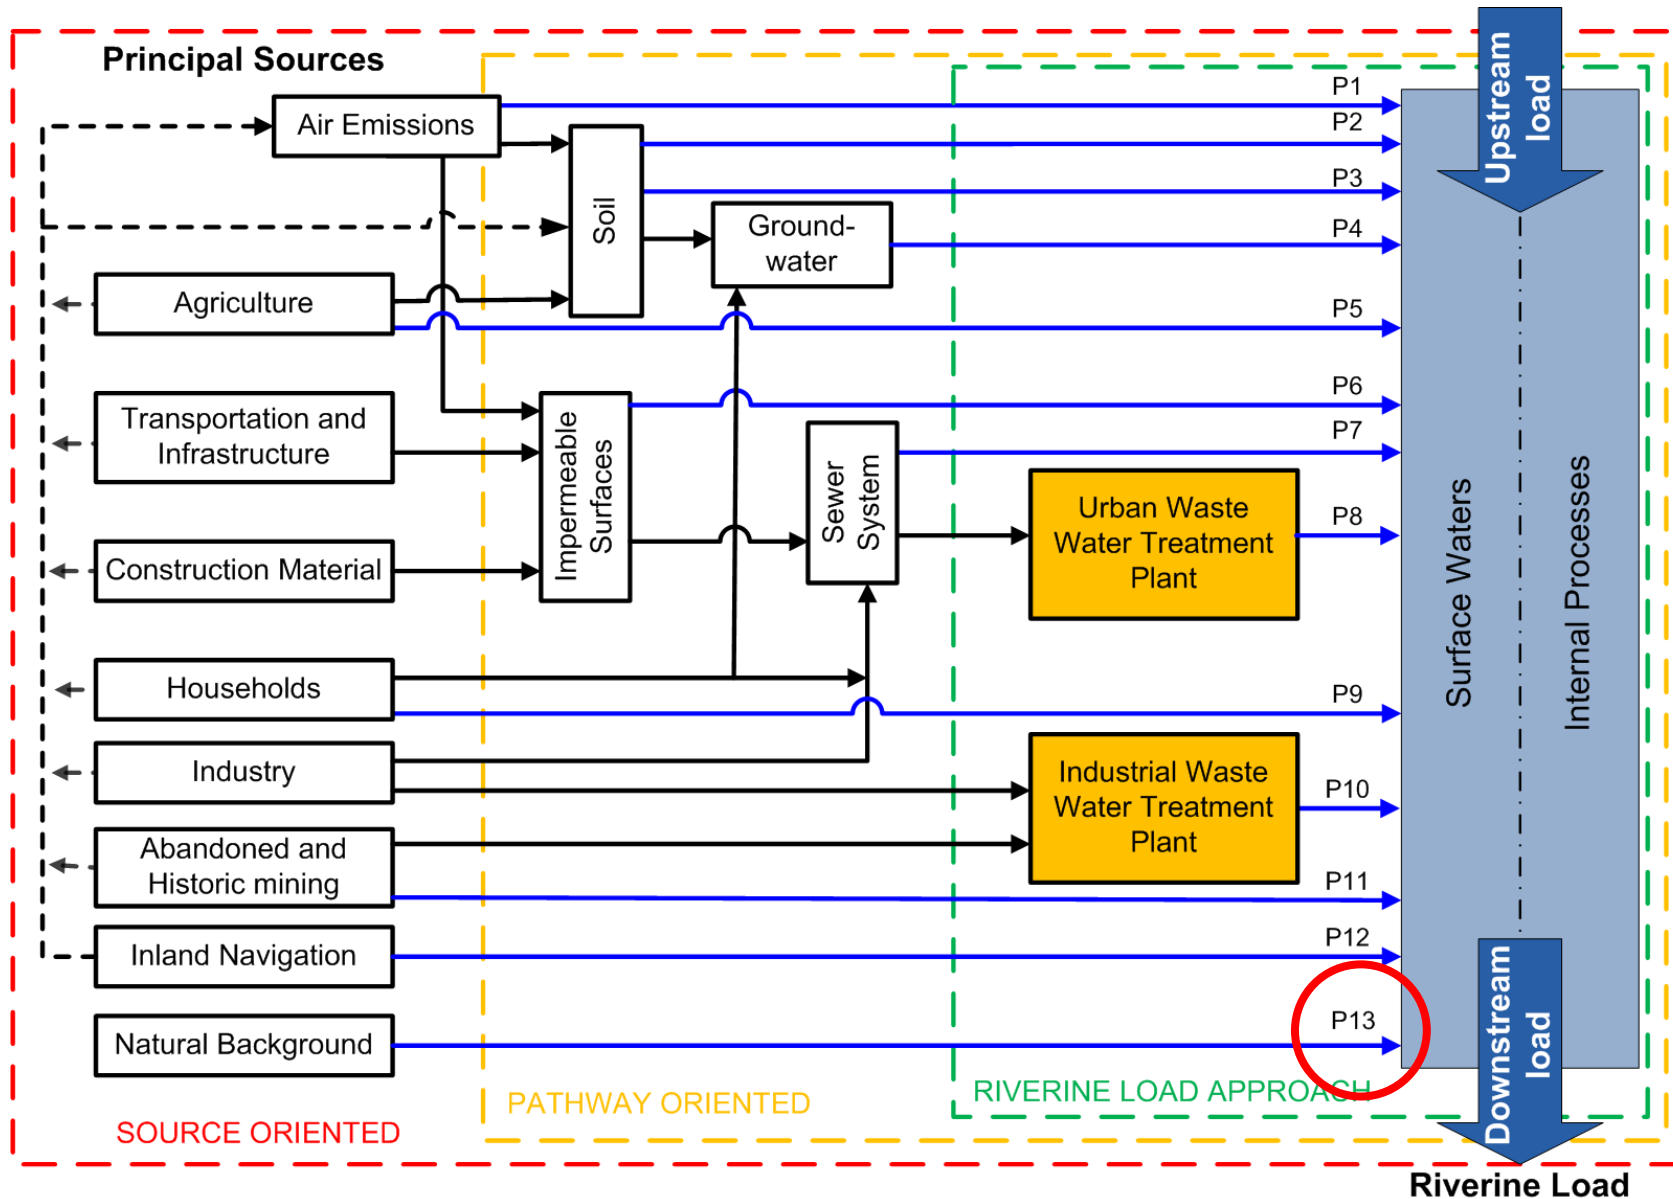 Principal Sources
Air Emissions
Soil
Ground-
water
Agriculture
Transportation and
Infrastructure
Impermeable
Surfaces
Sewer
System
Construction Material
Urban Waste
Water Treatment
Plant
Households
Industry
Industrial Waste
Water Treatment
Plant
Abandoned and
Historic mining
Inland Navigation
Natural Background
P1
P2
P3
P4
P5
P6
P7
P8
P9
P10
P11
P12
P13
Upstream
load
Surface Waters
Internal Processes
Downstream
load
SOURCE ORIENTED
PATHWAY ORIENTED
RIVERINE LOAD APPROACH
Riverine Load